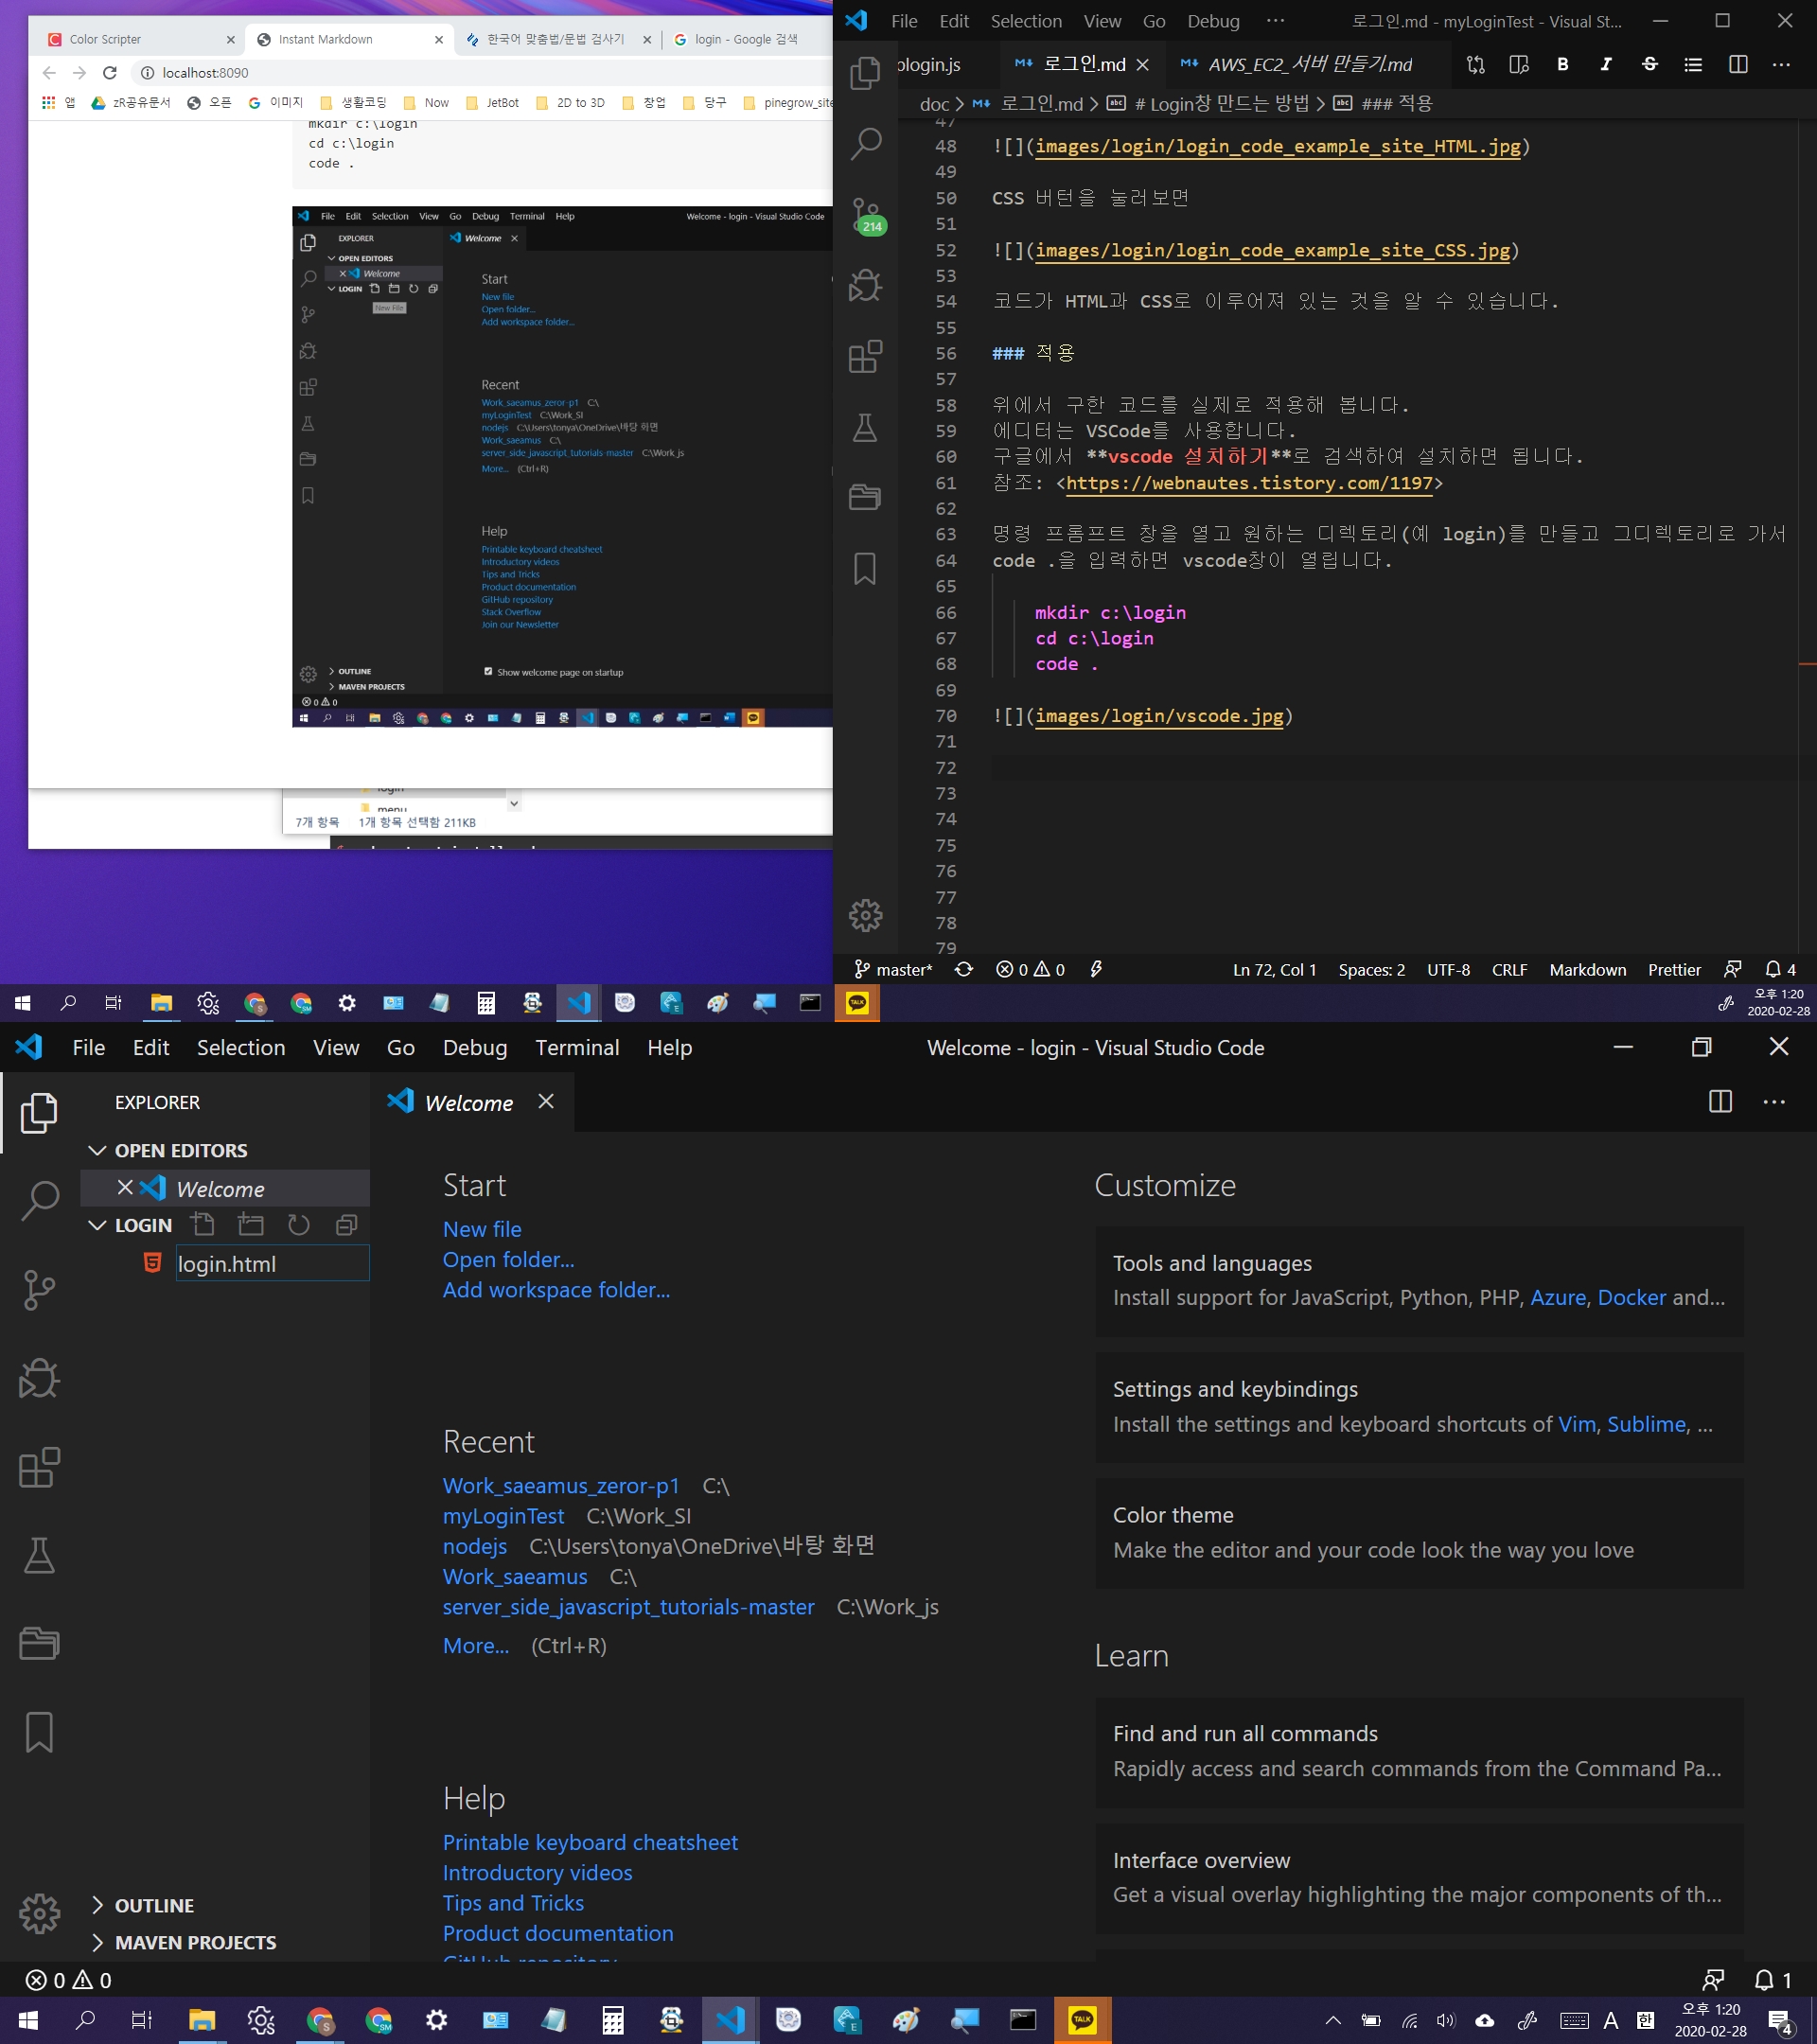 Color Scripter
Instant Markdown
한국어 맞춤법/문법 검사기
login - Google 검색
localhost:8090
앱
zR공유문서
오픈
이미지
생활코딩
Now
JetBot
2D to 3D
창업
당구
pinegrow_site
mkdir c:\login
cd c:\login
code .
File Edit Selection View Go Debug Terminal Help
Welcome - login - Visual Studio Code
EXPLORER
Welcome
OPEN EDITORS
Welcome
LOGIN
New File
Start
New file
Open folder...
Add workspace folder...
Recent
Work_saeamus_zeror-p1 C:\
myLoginTest C:\Work_SI
nodejs C:\Users\tonya\OneDrive\바탕 화면
Work_saeamus C:\
server_side_javascript_tutorials-master C:\Work_js
More... (Ctrl+R)
Help
Printable keyboard cheatsheet
Introductory videos
Tips and Tricks
Product documentation
GitHub repository
Stack Overflow
Join our Newsletter
Show welcome page on startup
OUTLINE
MAVEN PROJECTS
0 0
login
menu
7개 항목 1개 항목 선택함 211KB
File Edit Selection View Go Debug ···
로그인.md - myLoginTest - Visual St...
ologin.js
로그인.md
AWS_EC2_서버 만들기.md
B I S
doc > 로그인.md > # Login창 만드는 방법 > ### 적용
47
48 ![](images/login/login_code_example_site_HTML.jpg)
49
50 CSS 버턴을 눌러보면
51
52 ![](images/login/login_code_example_site_CSS.jpg)
53
54 코드가 HTML과 CSS로 이루어져 있는 것을 알 수 있습니다.
55
56 ### 적용
57
58 위에서 구한 코드를 실제로 적용해 봅니다.
59 에디터는 VSCode를 사용합니다.
60 구글에서 **vscode 설치하기**로 검색하여 설치하면 됩니다.
61 참조: <https://webnautes.tistory.com/1197>
62
63 명령 프롬프트 창을 열고 원하는 디렉토리(예 login)를 만들고 그디렉토리로 가서
64 code .을 입력하면 vscode창이 열립니다.
65
66 mkdir c:\login
67 cd c:\login
68 code .
69
70 ![](images/login/vscode.jpg)
71
72
73
74
75
76
77
78
79
214
master* 0 0
Ln 72, Col 1 Spaces: 2 UTF-8 CRLF Markdown Prettier 4
TALK
오후 1:20
2020-02-28
File Edit Selection View Go Debug Terminal Help
Welcome - login - Visual Studio Code
EXPLORER
Welcome
OPEN EDITORS
Welcome
LOGIN
login.html
Start
New file
Open folder...
Add workspace folder...
Recent
Work_saeamus_zeror-p1 C:\
myLoginTest C:\Work_SI
nodejs C:\Users\tonya\OneDrive\바탕 화면
Work_saeamus C:\
server_side_javascript_tutorials-master C:\Work_js
More... (Ctrl+R)
Help
Printable keyboard cheatsheet
Introductory videos
Tips and Tricks
Product documentation
GitHub repository
Customize
Tools and languages
Install support for JavaScript, Python, PHP, Azure, Docker and...
Settings and keybindings
Install the settings and keyboard shortcuts of Vim, Sublime, ...
Color theme
Make the editor and your code look the way you love
Learn
Find and run all commands
Rapidly access and search commands from the Command Pa...
Interface overview
Get a visual overlay highlighting the major components of th...
OUTLINE
MAVEN PROJECTS
0 0
1
TALK
A 한
오후 1:20
2020-02-28
4